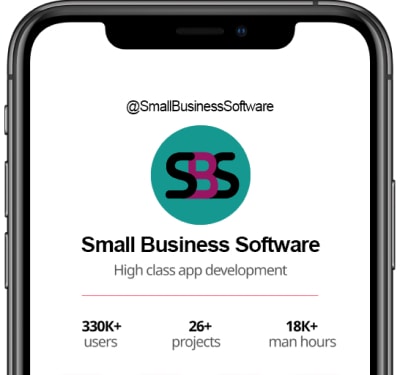 @SmallBusinessSoftware
SBS
Small Business Software
High class app development
330K+ 26+ 18K+
users projects man hours